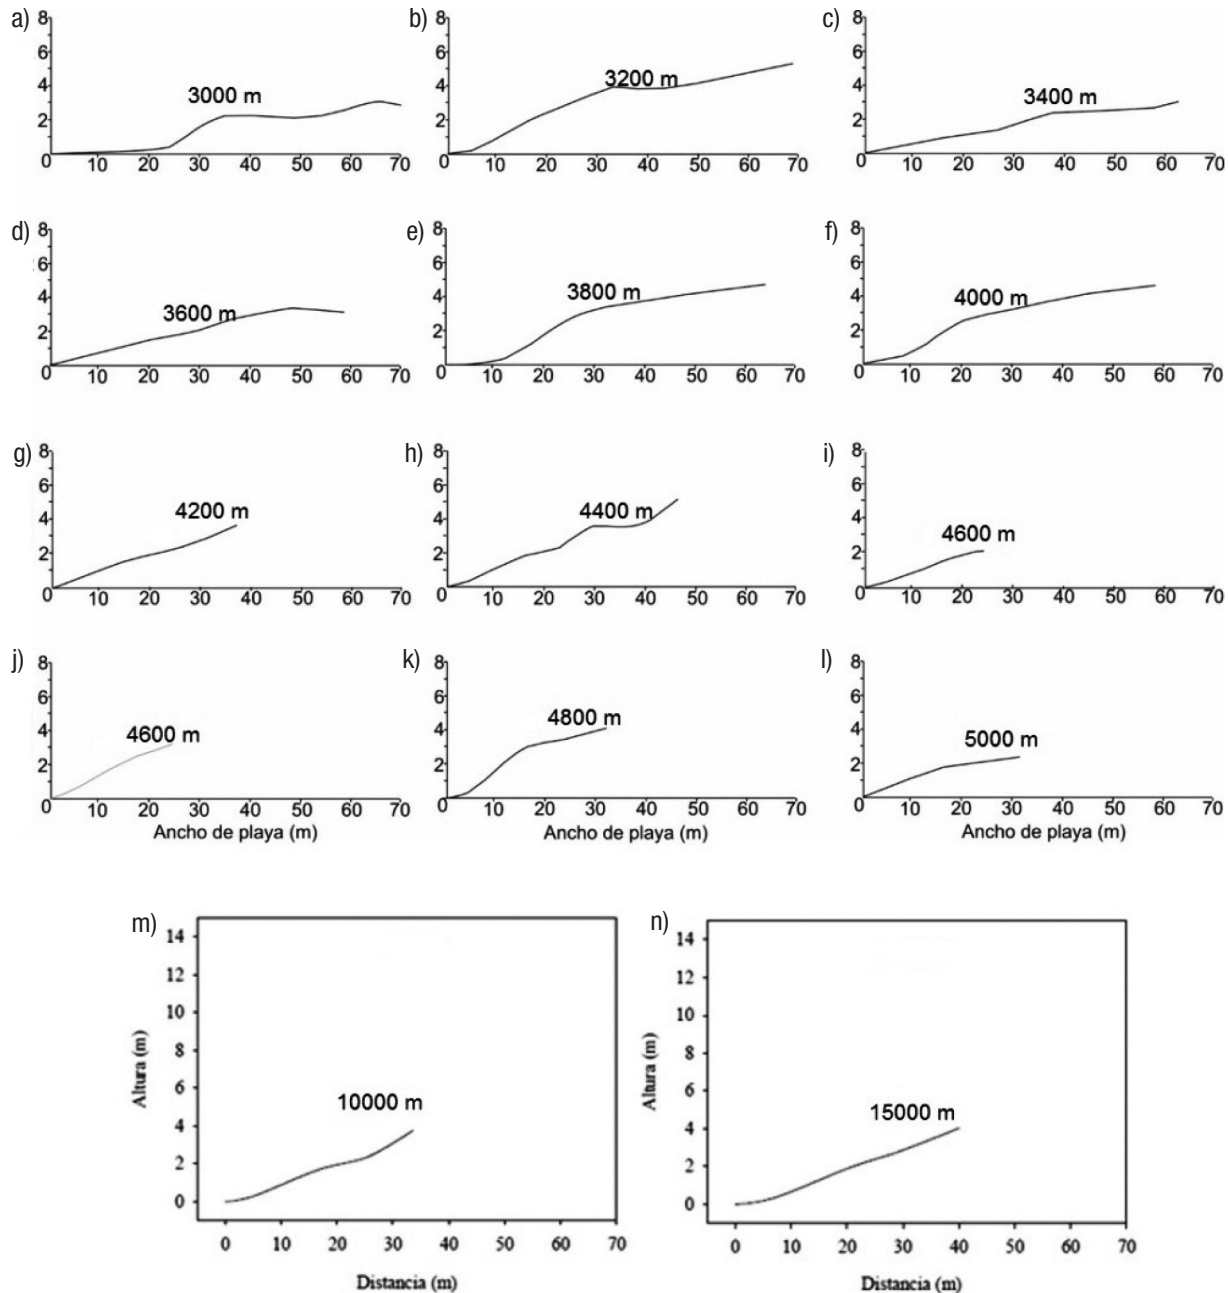 a) b) c)
8 8 8
6 6 6
4 3000 m 4 3200 m 4 3400 m
2 2 2
0 10 20 30 40 50 60 70 0 10 20 30 40 50 60 70 0 10 20 30 40 50 60 70
d) e) f)
8 8 8
6 6 6
4 3600 m 4 3800 m 4 4000 m
2 2 2
0 10 20 30 40 50 60 70 0 10 20 30 40 50 60 70 0 10 20 30 40 50 60 70
g) h) i)
8 8 8
6 6 6
4 4200 m 4 4400 m 4 4600 m
2 2 2
0 10 20 30 40 50 60 70 0 10 20 30 40 50 60 70 0 10 20 30 40 50 60 70
j) k) l)
8 8 8
6 6 6
4 4600 m 4 4800 m 4 5000 m
2 2 2
0 10 20 30 40 50 60 70 0 10 20 30 40 50 60 70 0 10 20 30 40 50 60 70
Ancho de playa (m) Ancho de playa (m) Ancho de playa (m)
m) n)
14 14
12 12
10 10
8 8
Altura (m) Altura (m)
6 6
10000 m 15000 m
4 4
2 2
0 0
0 10 20 30 40 50 60 70 0 10 20 30 40 50 60 70
Distancia (m) Distancia (m)